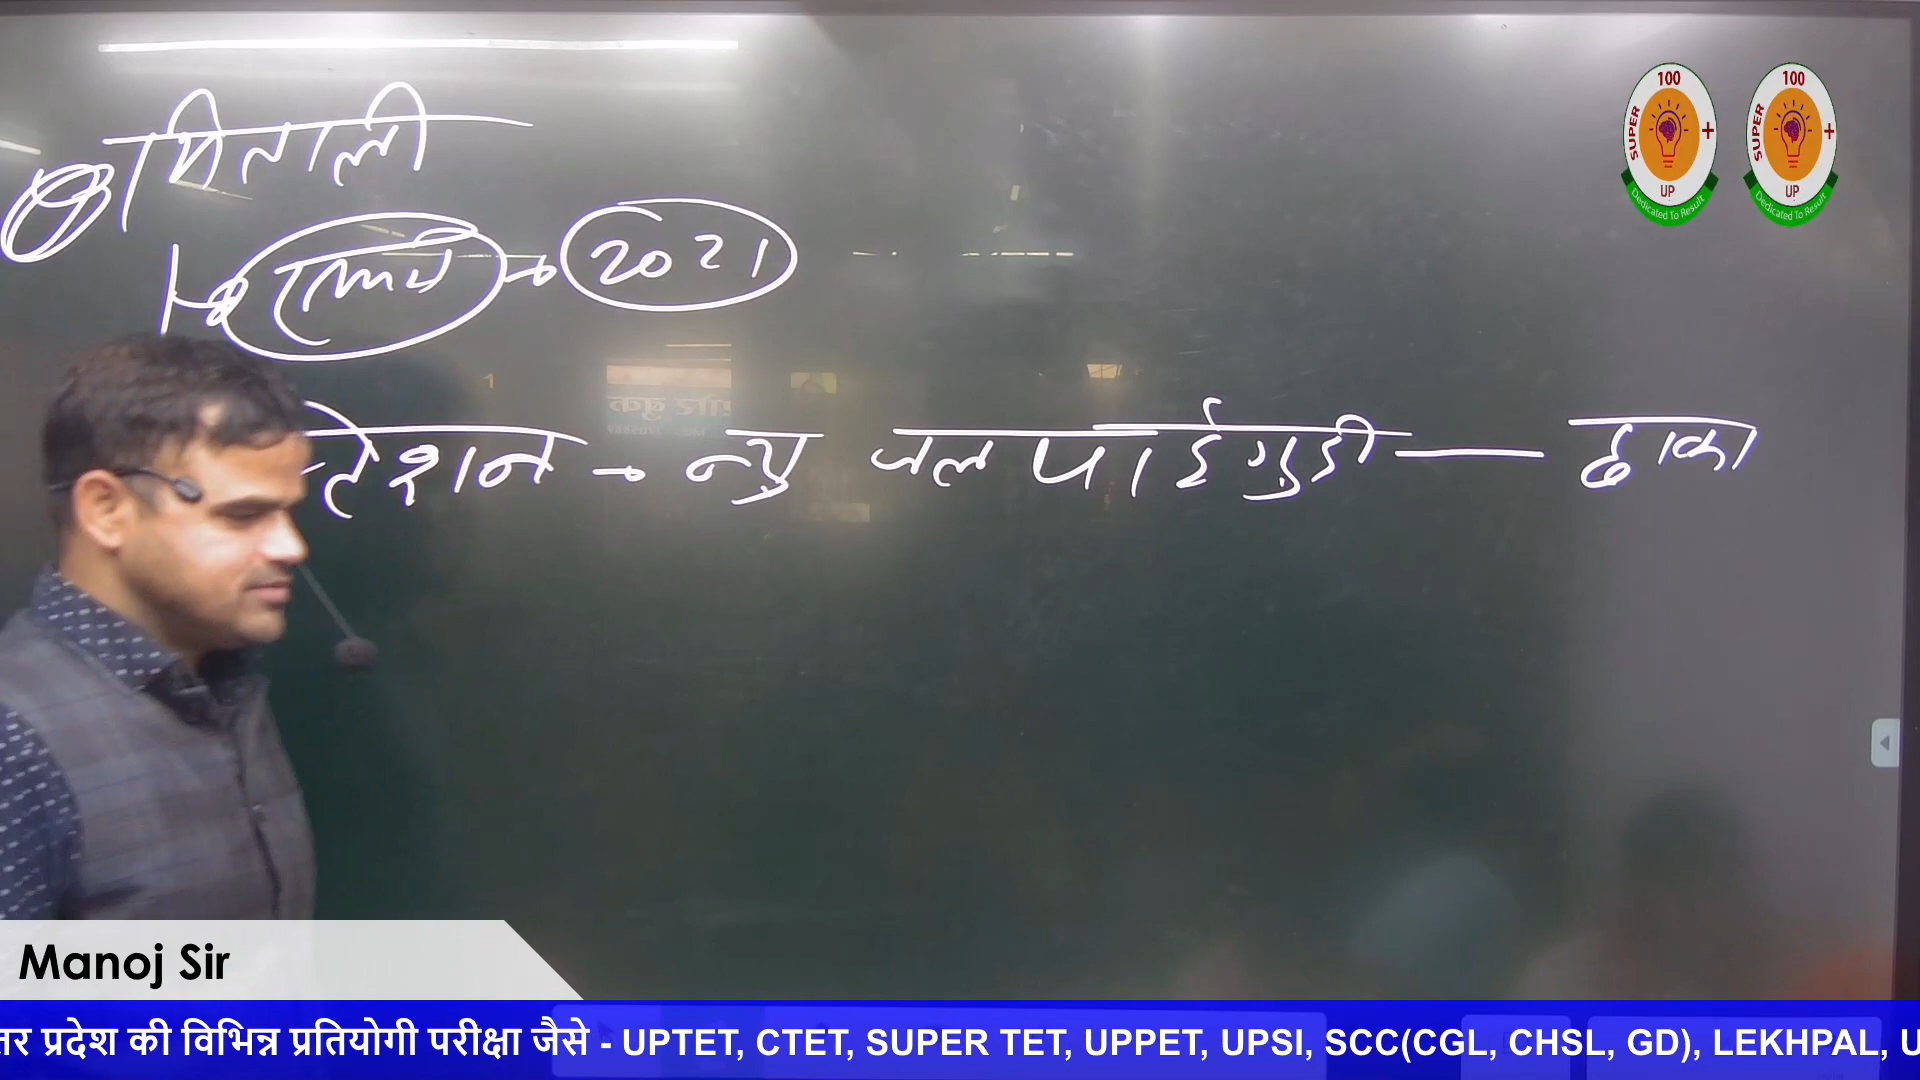 मिताली
2021
टेशन → न्यु जलपाईगुडी — ढाका
100
SUPER +
UP
Dedicated To Result
100
SUPER +
UP
Dedicated To Result
Manoj Sir
तर प्रदेश की विभिन्न प्रतियोगी परीक्षा जैसे - UPTET, CTET, SUPER TET, UPPET, UPSI, SCC(CGL, CHSL, GD), LEKHPAL, U